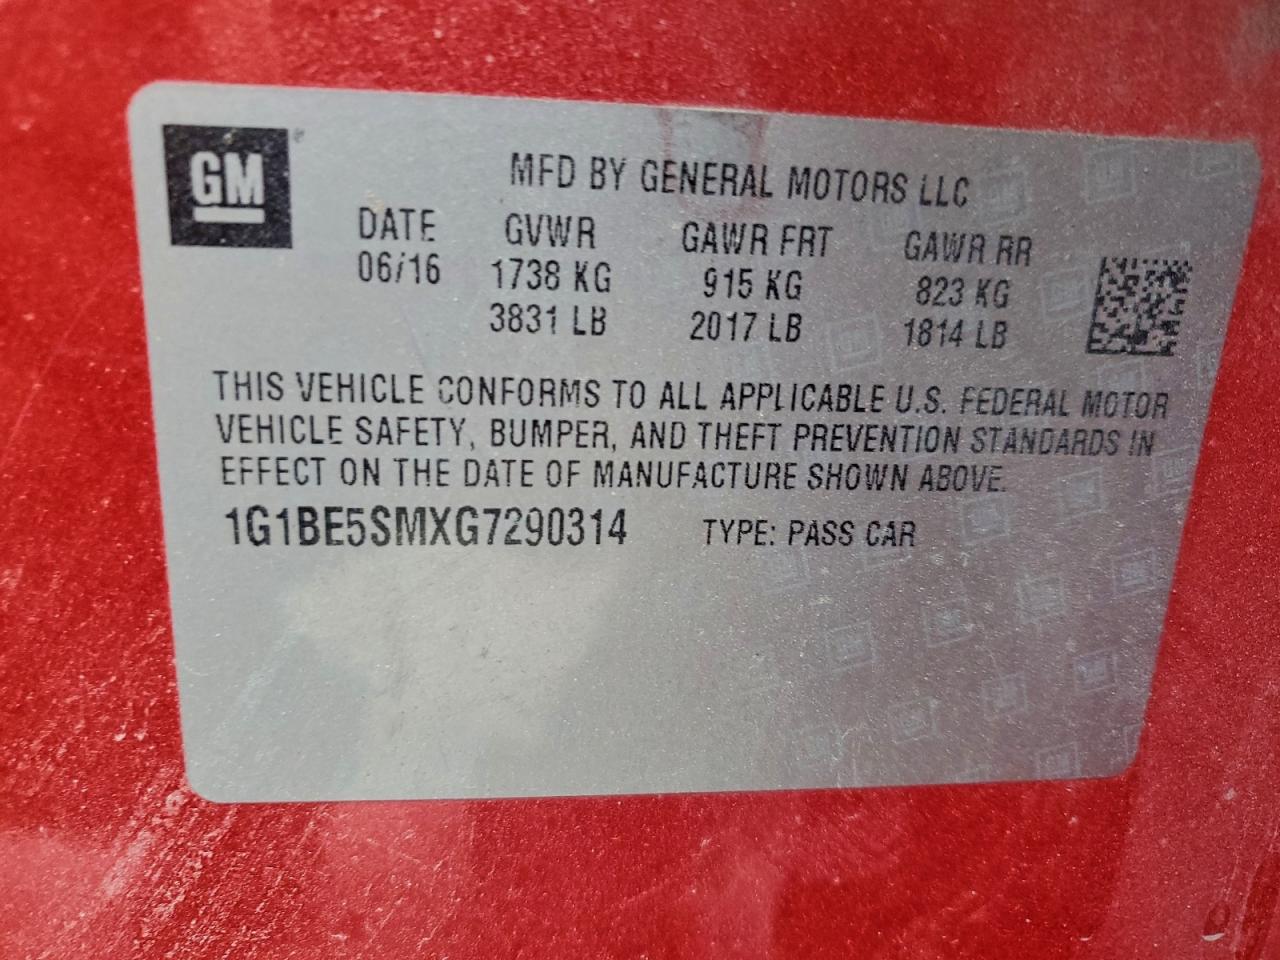 GM
MFD BY GENERAL MOTORS LLC
DATE GVWR GAWR FRT GAWR RR
06/16 1738 KG 915 KG 823 KG
3831 LB 2017 LB 1814 LB
THIS VEHICLE CONFORMS TO ALL APPLICABLE U.S. FEDERAL MOTOR
VEHICLE SAFETY, BUMPER, AND THEFT PREVENTION STANDARDS IN
EFFECT ON THE DATE OF MANUFACTURE SHOWN ABOVE.
1G1BE5SMXG7290314 TYPE: PASS CAR